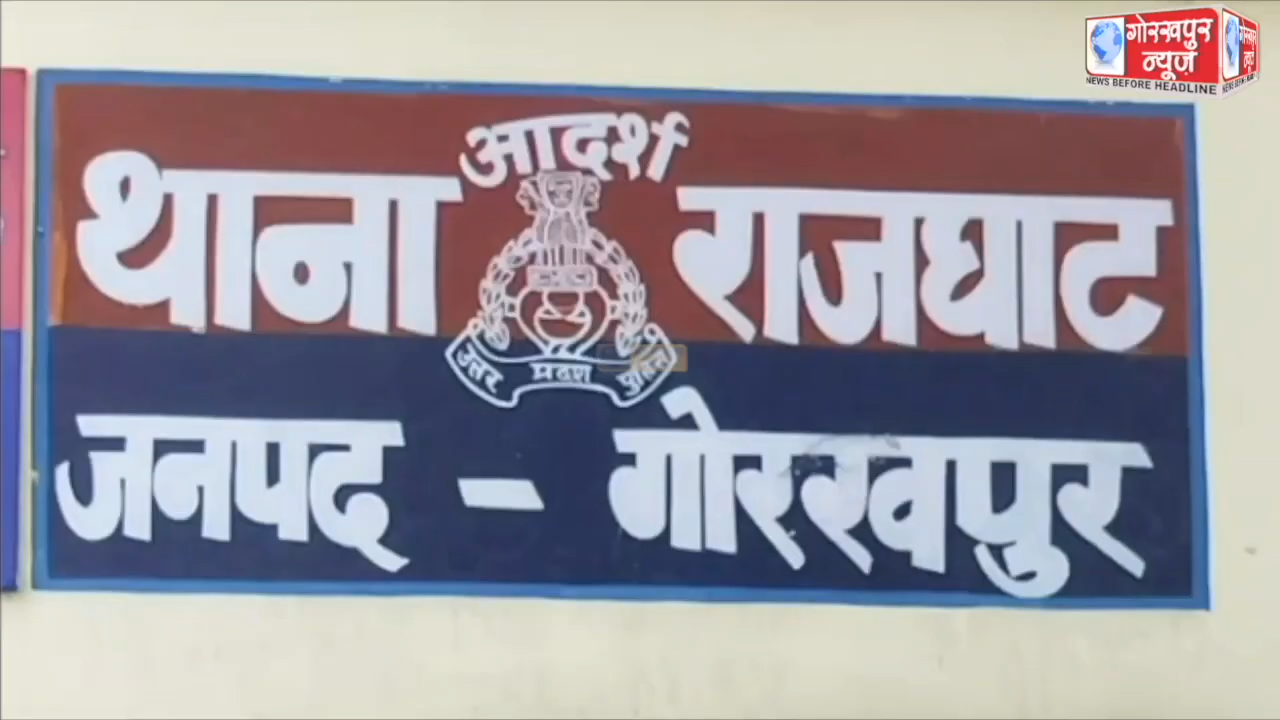 गोरखपुर
न्यूज़
NEWS BEFORE HEADLINE
आदर्श
थाना राजघाट
उत्तर प्रदेश पुलिस
जनपद - गोरखपुर